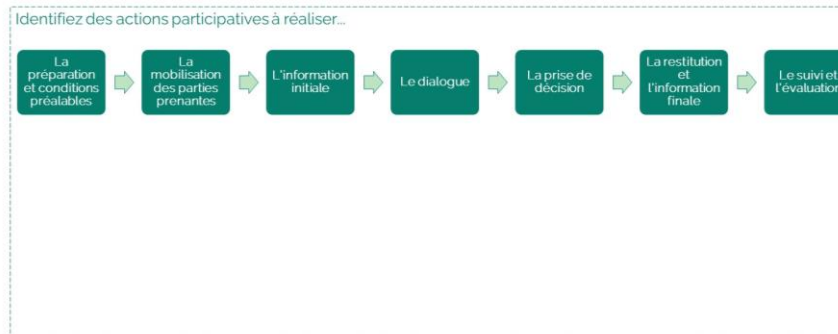 Identifiez des actions participatives à réaliser...
La
préparation
et conditions
préalables
La
mobilisation
des parties
prenantes
L'information
initiale
Le dialogue
La prise de
décision
La restitution
et
l'information
finale
Le suivi et
l'évaluation